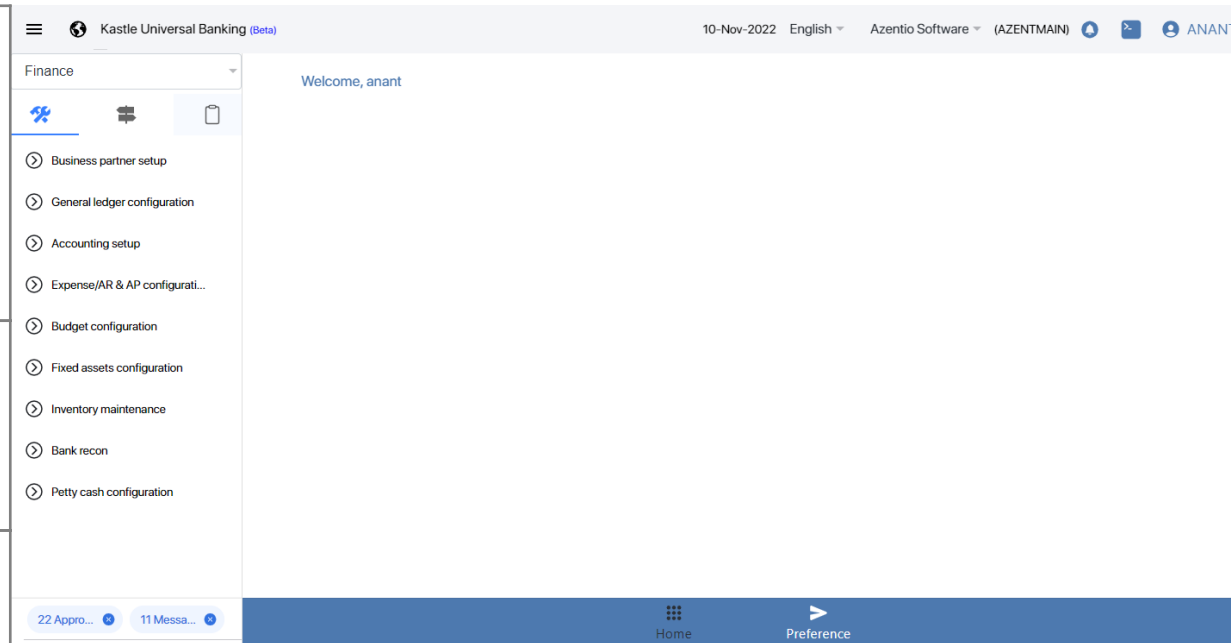 Kastle Universal Banking (Beta)
10-Nov-2022 English Azentio Software (AZENTMAIN) ANANT
Finance
Welcome, anant
Business partner setup
General ledger configuration
Accounting setup
Expense/AR & AP configurati...
Budget configuration
Fixed assets configuration
Inventory maintenance
Bank recon
Petty cash configuration
22 Appro... 11 Messa...
Home Preference